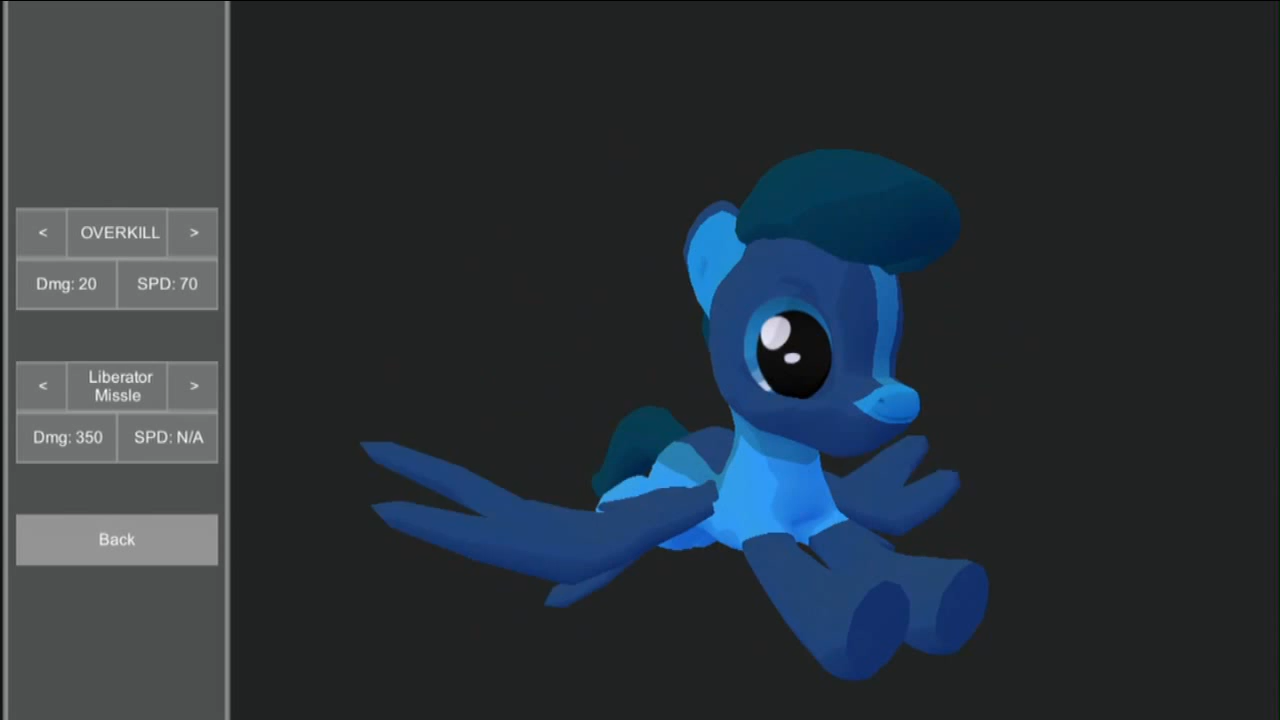 < OVERKILL >
Dmg: 20 SPD: 70
< Liberator Missle >
Dmg: 350 SPD: N/A
Back